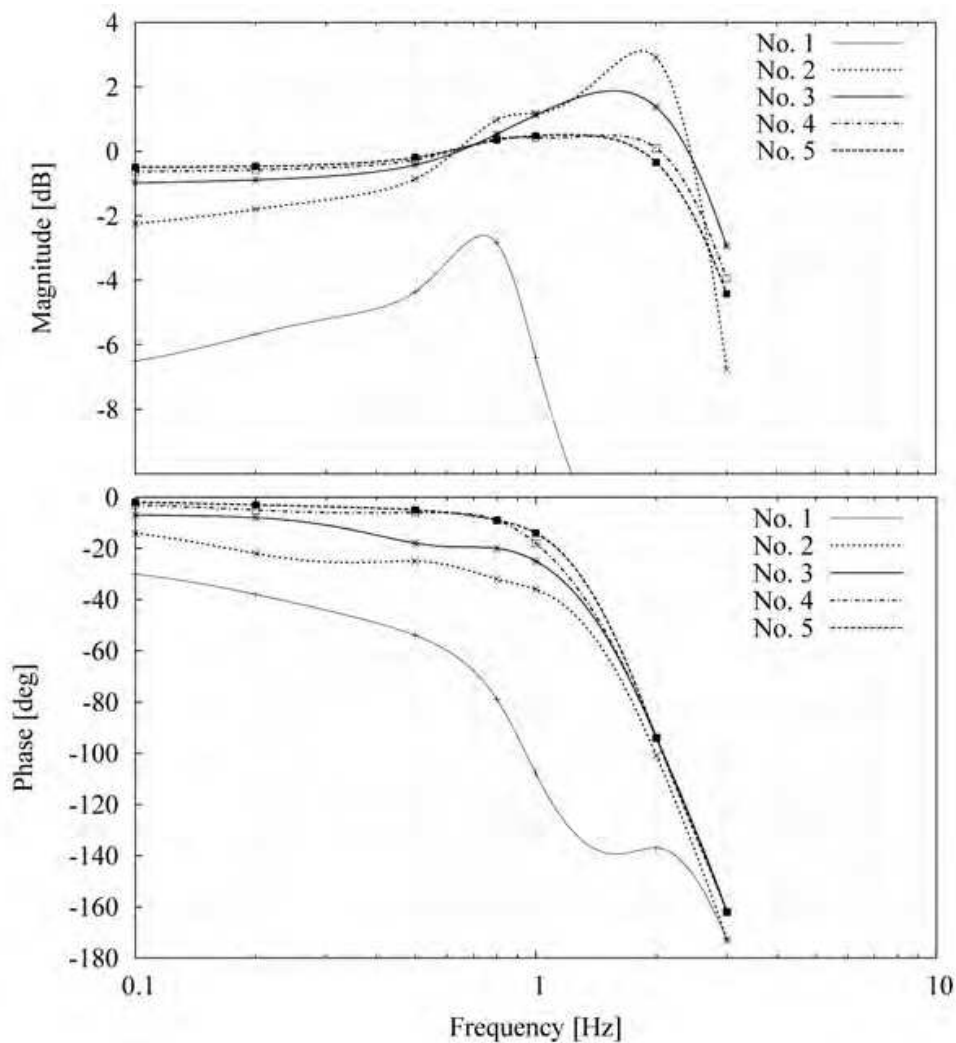 4
2
0
-2
-4
-6
-8
Magnitude [dB]
No. 1
No. 2
No. 3
No. 4
No. 5
0
-20
-40
-60
-80
-100
-120
-140
-160
-180
Phase [deg]
No. 1
No. 2
No. 3
No. 4
No. 5
0.1
1
10
Frequency [Hz]